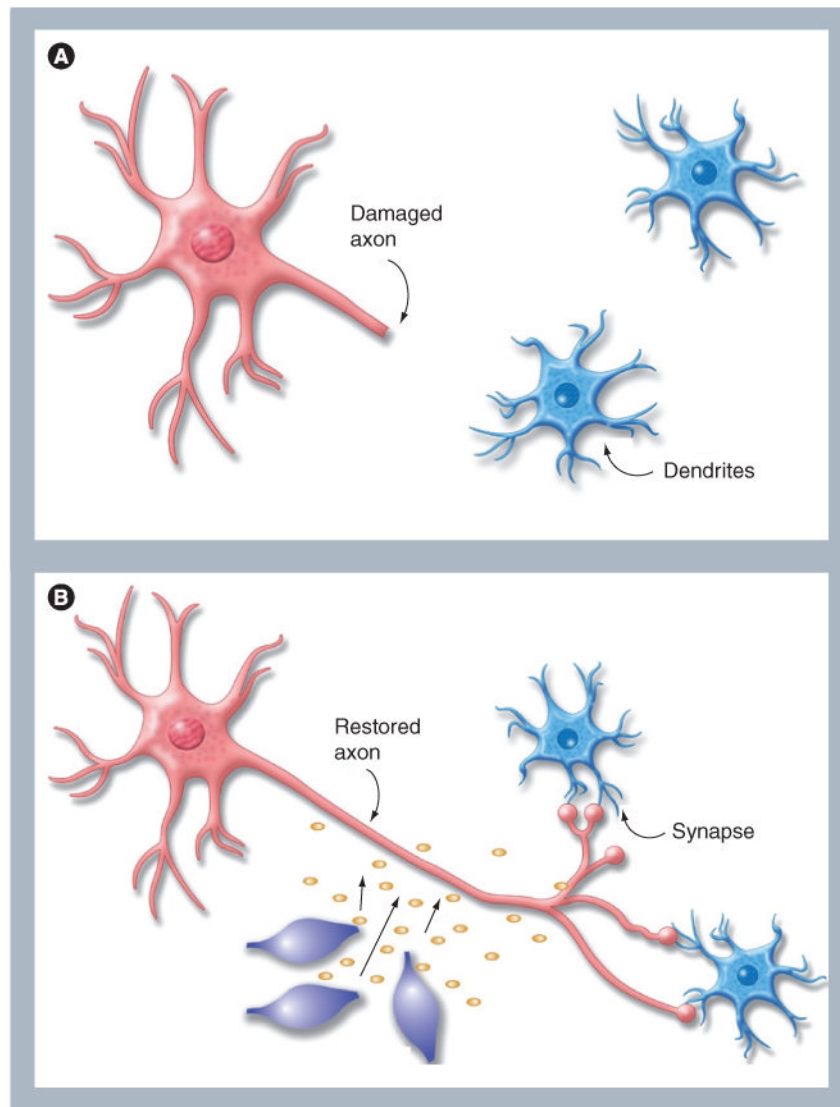 A
Damaged
axon
Dendrites
B
Restored
axon
Synapse